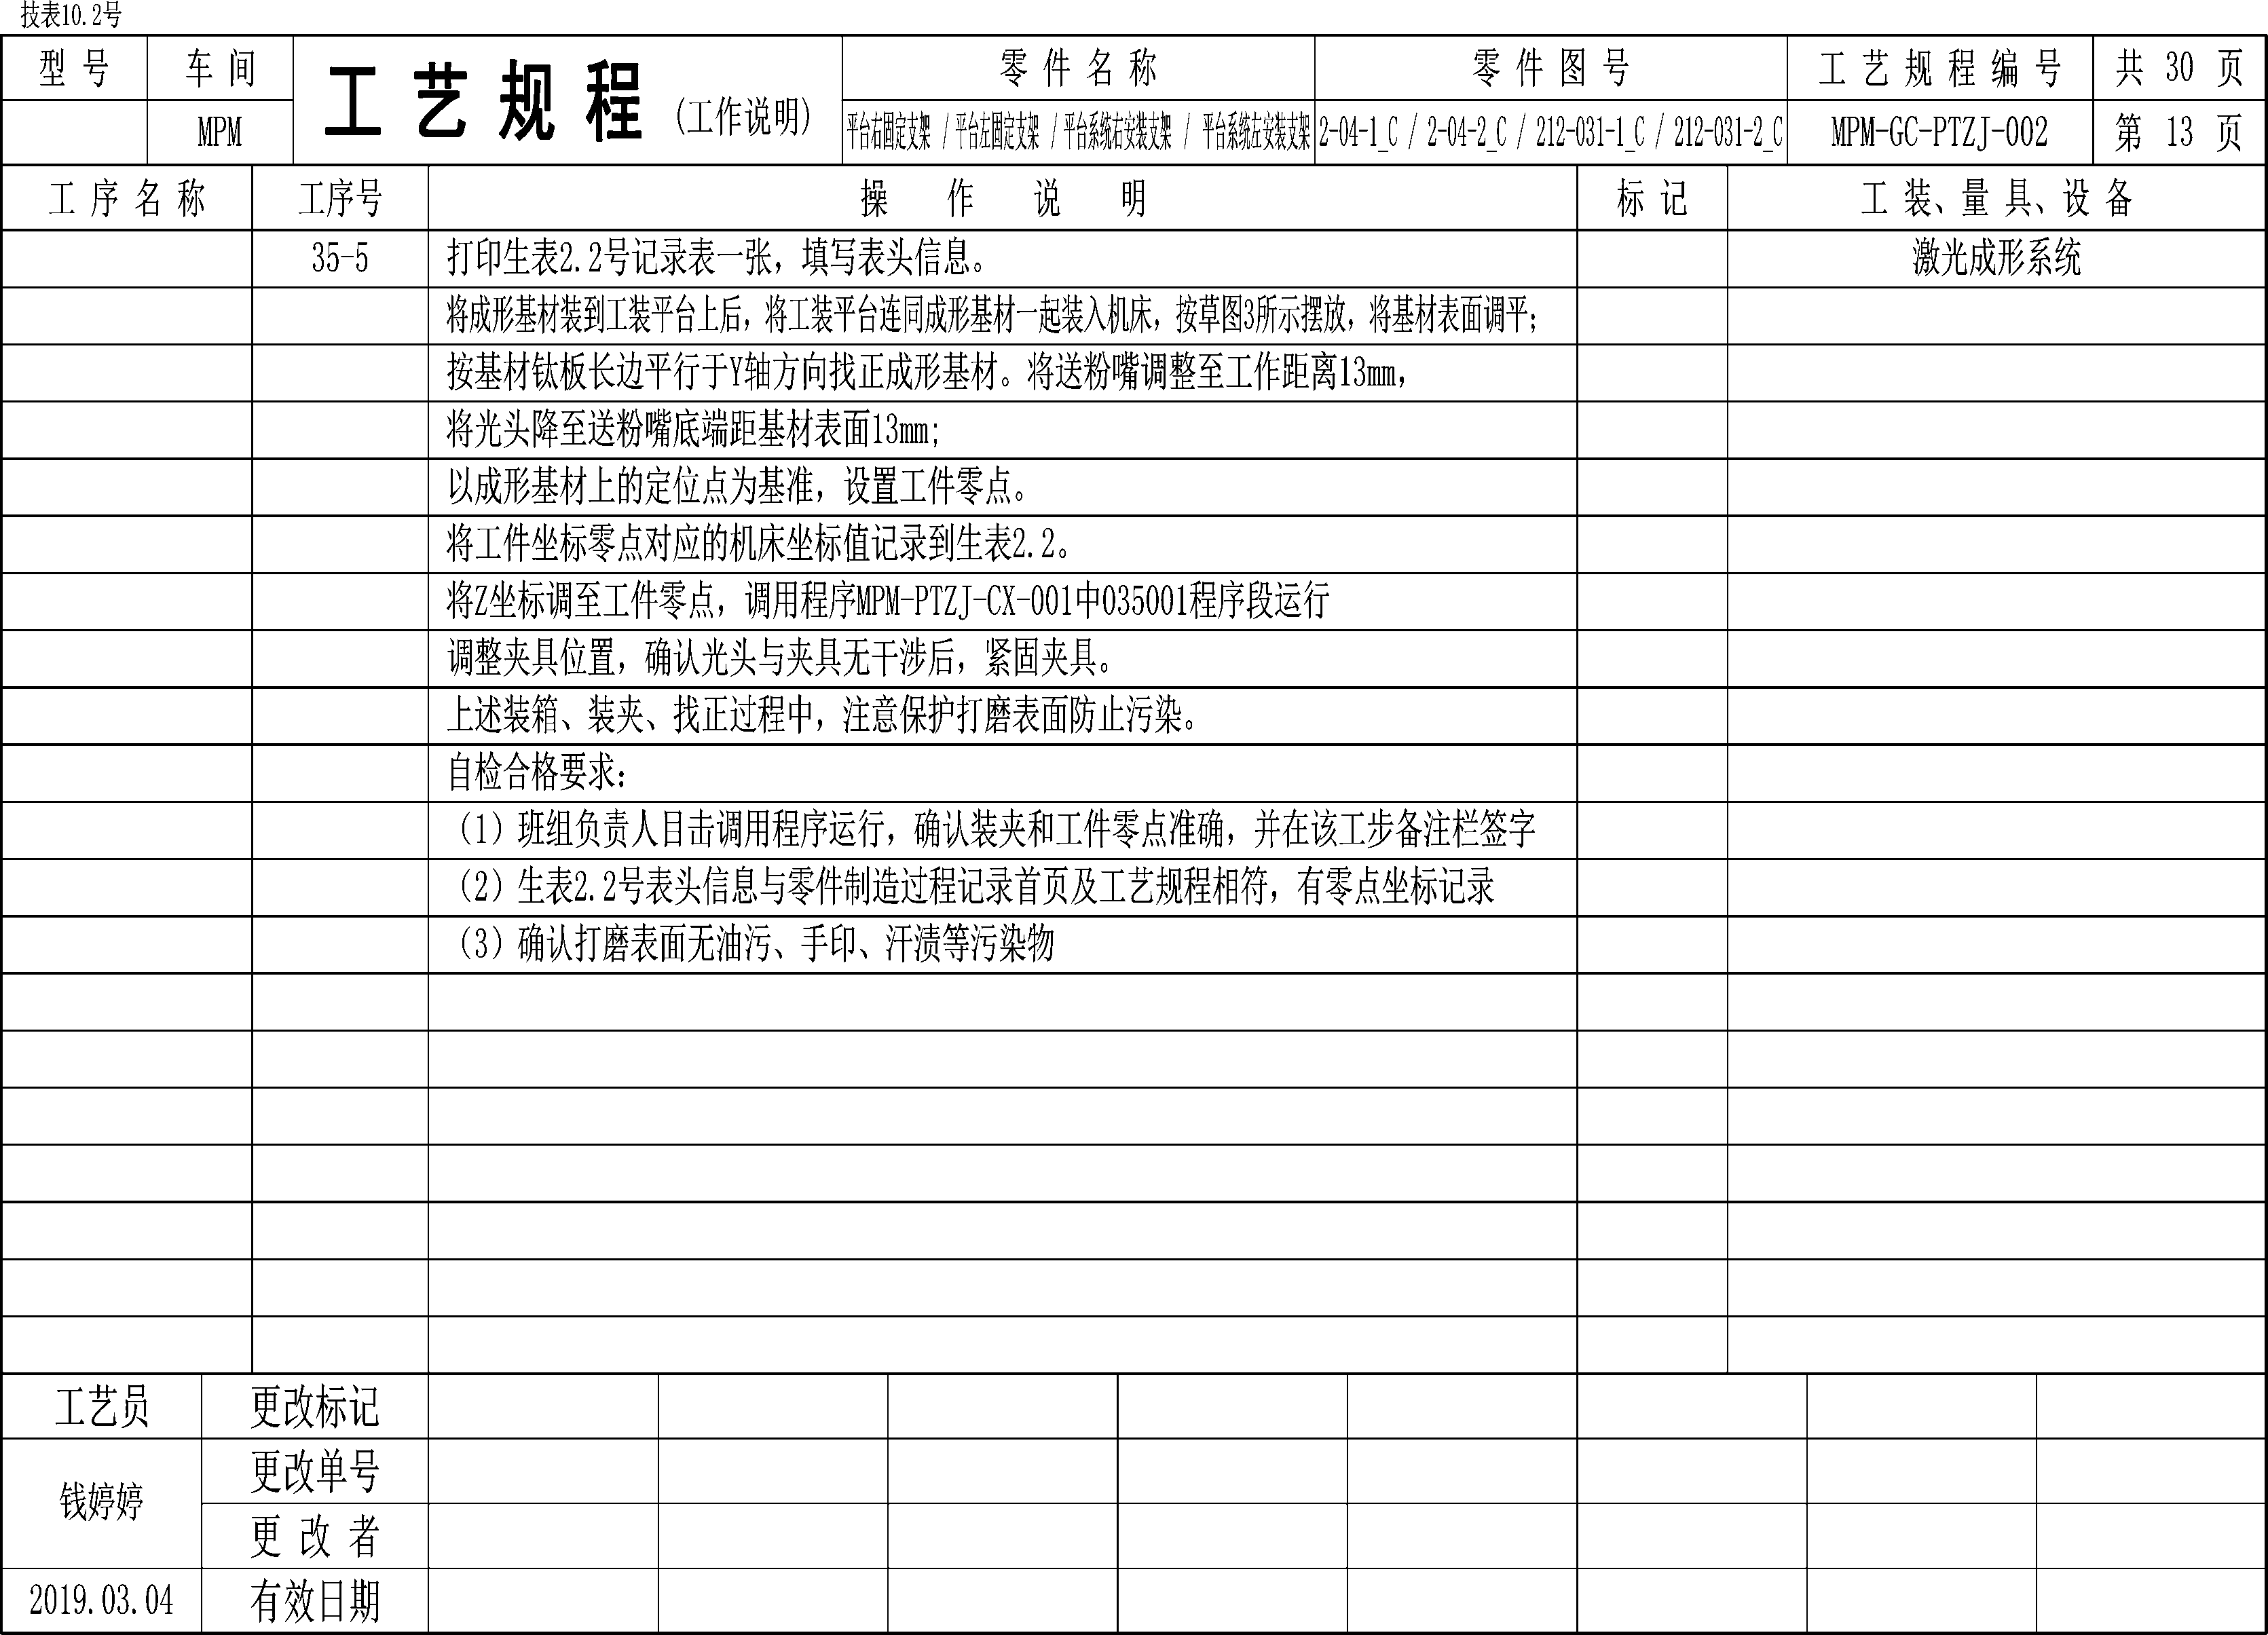 技表10.2号
型 号 车 间 工 艺 规 程 (工作说明) 零 件 名 称 零 件 图 号 工 艺 规 程 编 号 共 30 页
MPM 平台右固定支架 / 平台左固定支架 / 平台系统右安装支架 / 平台系统左安装支架 2-04-1_C / 2-04-2_C / 212-031-1_C / 212-031-2_C MPM-GC-PTZJ-002 第 13 页
工 序 名 称 工序号 操 作 说 明 标 记 工 装、量 具、设 备
35-5 打印生表2.2号记录表一张，填写表头信息。 激光成形系统
将成形基材装到工装平台上后，将工装平台连同成形基材一起装入机床，按草图3所示摆放，将基材表面调平；
按基材钛板长边平行于Y轴方向找正成形基材。将送粉嘴调整至工作距离13mm，
将光头降至送粉嘴底端距基材表面13mm;
以成形基材上的定位点为基准，设置工件零点。
将工件坐标零点对应的机床坐标值记录到生表2.2。
将Z坐标调至工件零点，调用程序MPM-PTZJ-CX-001中035001程序段运行
调整夹具位置，确认光头与夹具无干涉后，紧固夹具。
上述装箱、装夹、找正过程中，注意保护打磨表面防止污染。
自检合格要求：
（1）班组负责人目击调用程序运行，确认装夹和工件零点准确，并在该工步备注栏签字
（2）生表2.2号表头信息与零件制造过程记录首页及工艺规程相符，有零点坐标记录
（3）确认打磨表面无油污、手印、汗渍等污染物
工艺员 更改标记
钱婷婷 更改单号
更 改 者
2019.03.04 有效日期